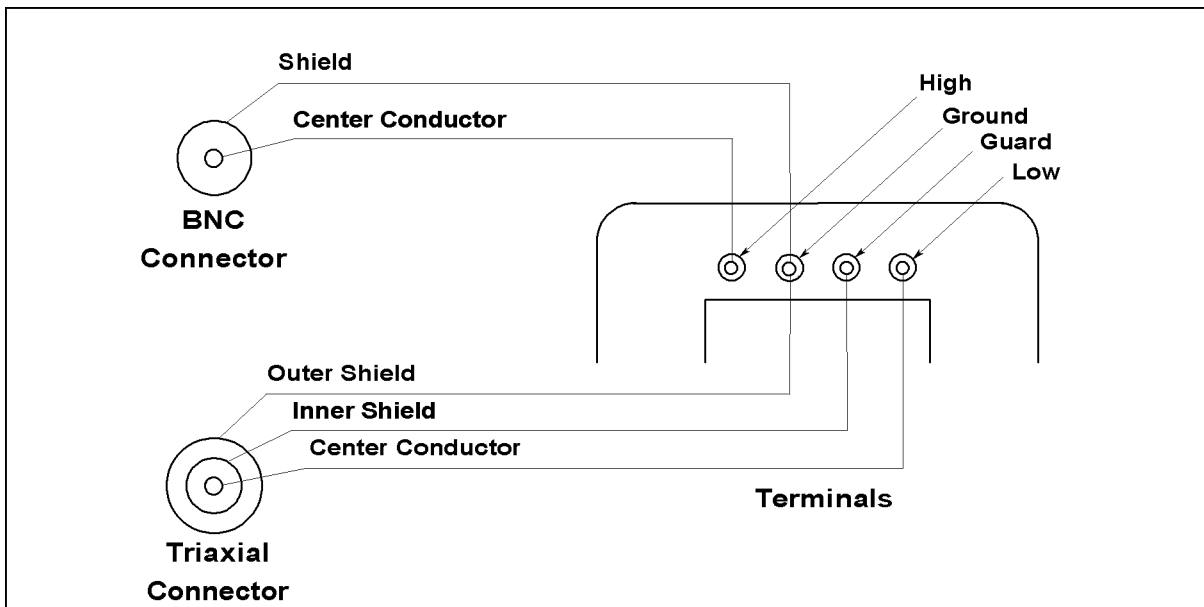 Shield
Center Conductor
BNC
Connector
High
Ground
Guard
Low
Outer Shield
Inner Shield
Center Conductor
Triaxial
Connector
Terminals